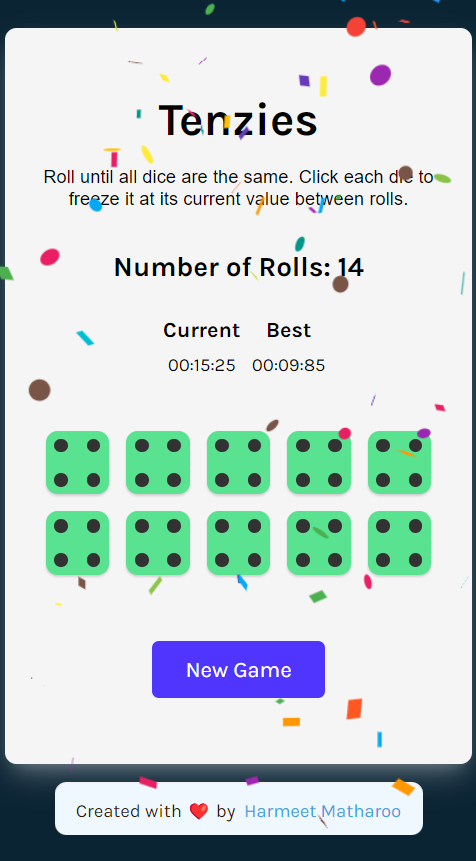 Tenzies
Roll until all dice are the same. Click each die to
freeze it at its current value between rolls.
Number of Rolls: 14
Current Best
00:15:25 00:09:85
New Game
Created with ❤️ by Harmeet Matharoo